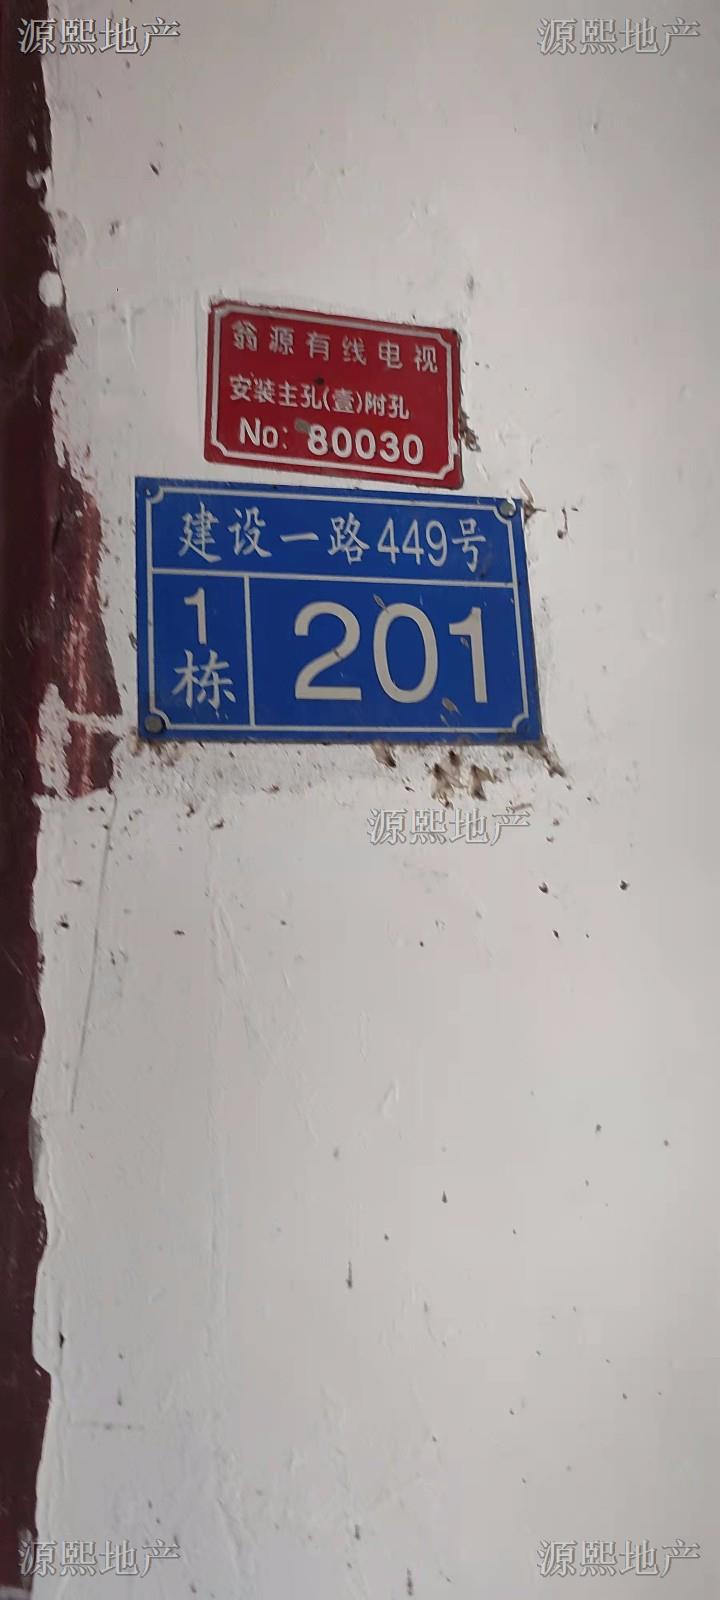 源熙地产 源熙地产
翁源有线电视
安装主孔(壹)附孔
No: 80030
建设一路449号
1
栋
201
源熙地产
源熙地产 源熙地产